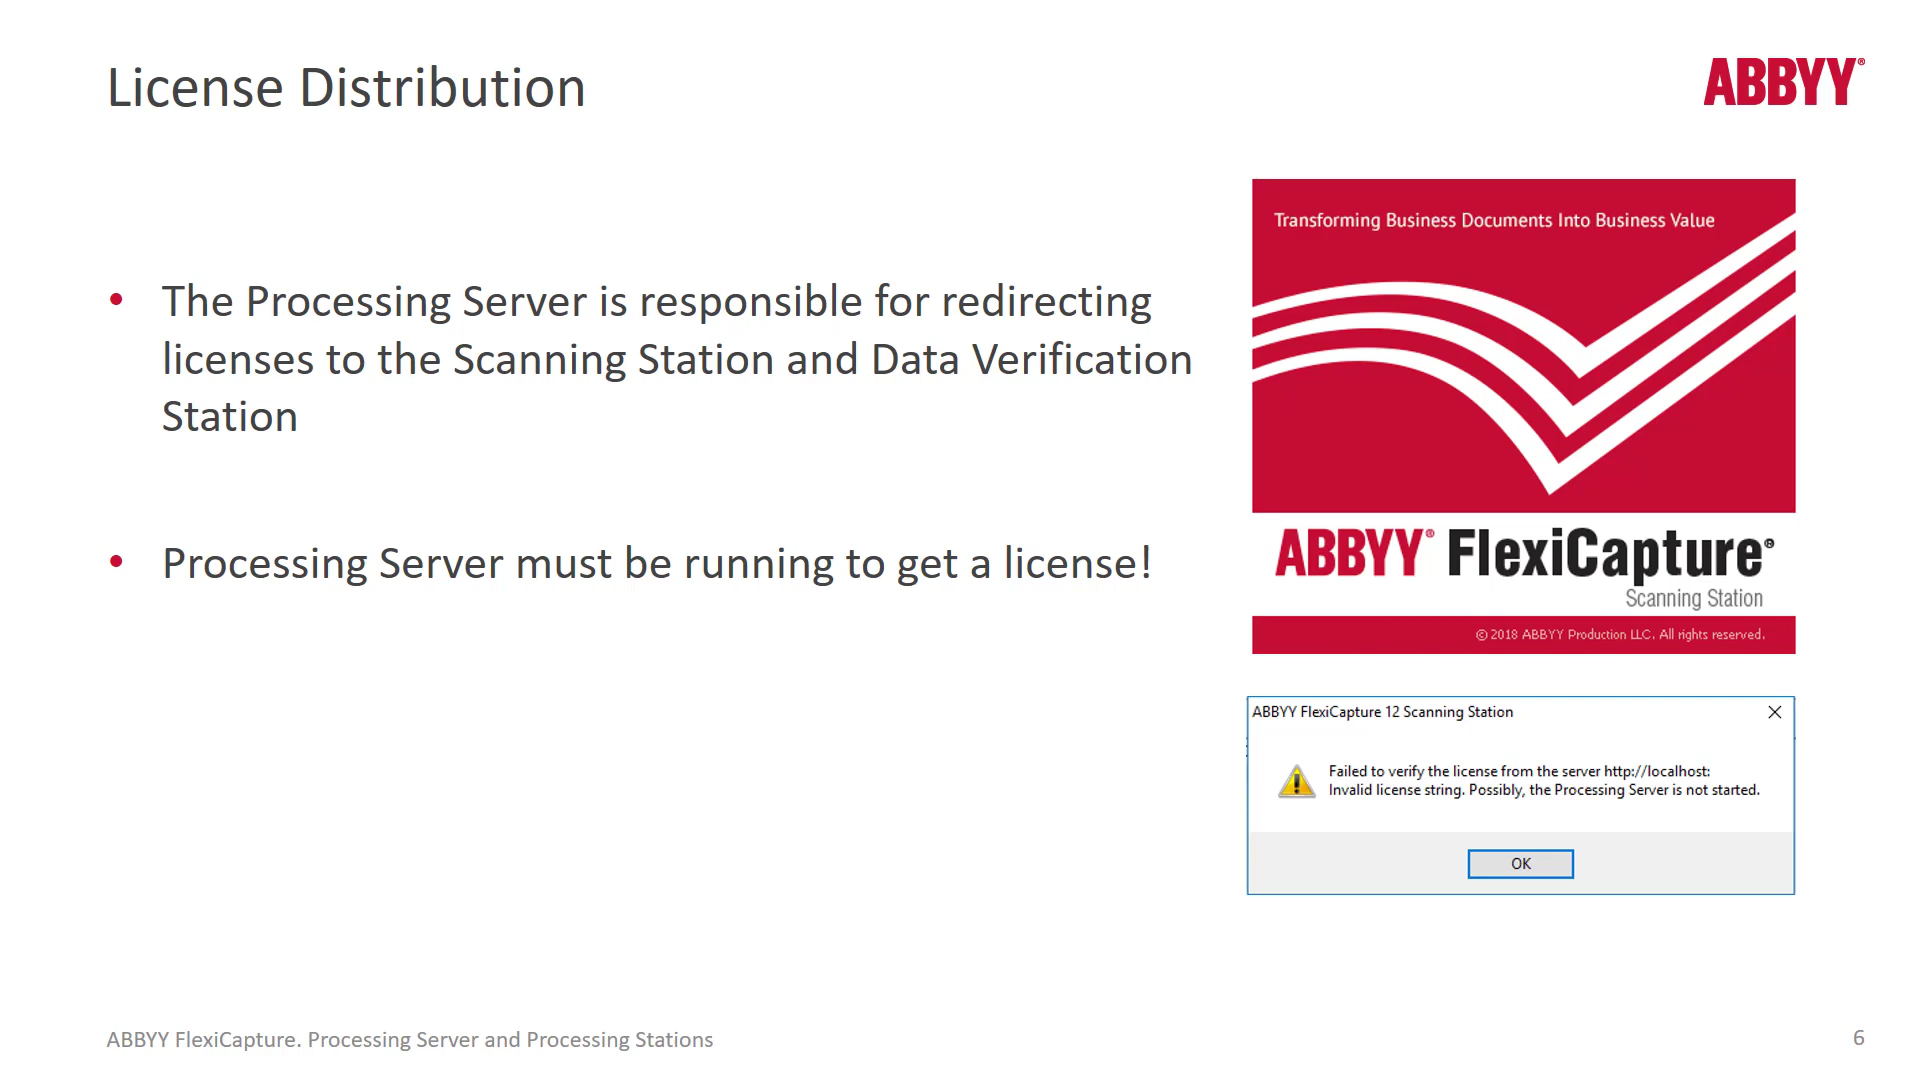 License Distribution
ABBYY®
• The Processing Server is responsible for redirecting
licenses to the Scanning Station and Data Verification
Station
• Processing Server must be running to get a license!
Transforming Business Documents Into Business Value
ABBYY® FlexiCapture®
Scanning Station
© 2018 ABBYY Production LLC. All rights reserved.
ABBYY FlexiCapture 12 Scanning Station
Failed to verify the license from the server http://localhost:
Invalid license string. Possibly, the Processing Server is not started.
OK
ABBYY FlexiCapture. Processing Server and Processing Stations
6